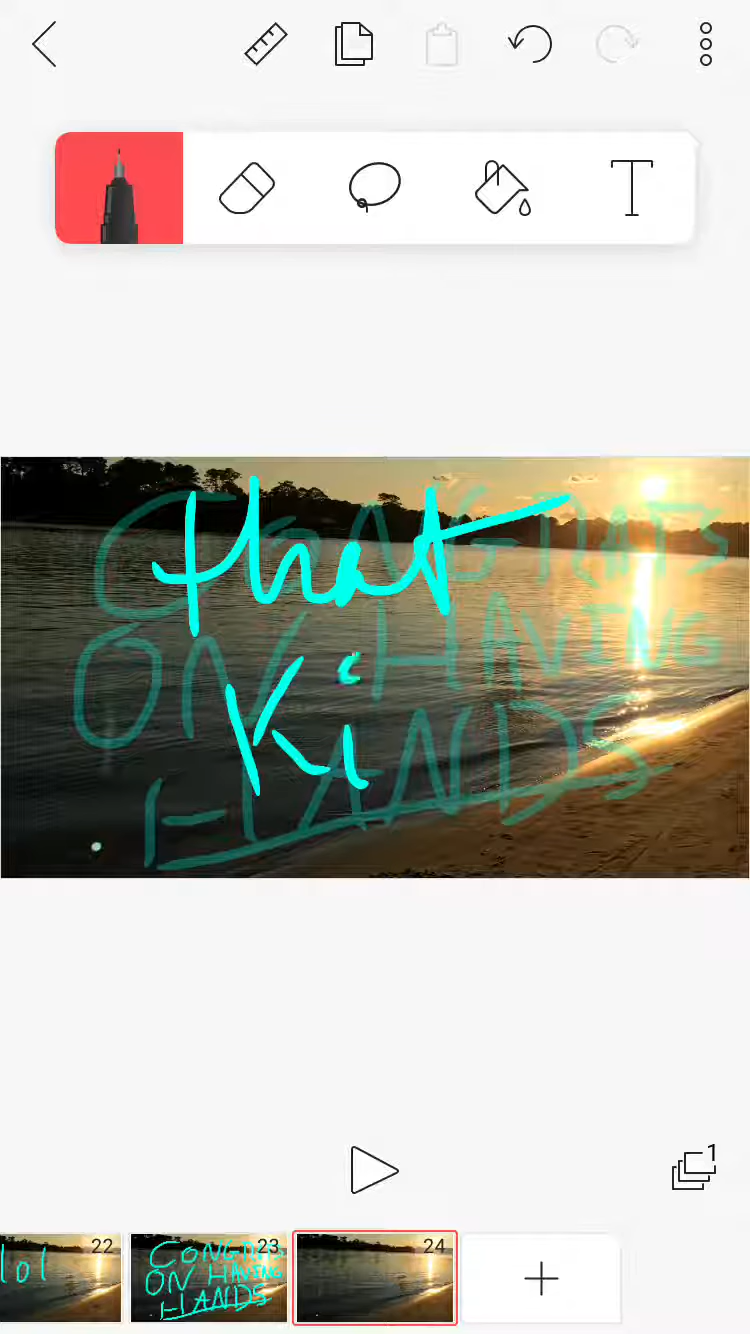 that
Ki
CONGRATS
ON HAVING
HANDS
1
lol
22
CONGRATS
23
ON HAVING
HANDS
24